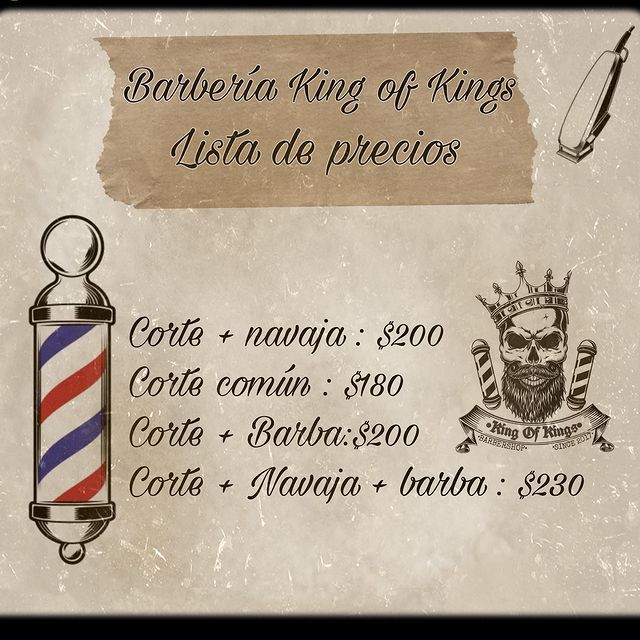 Barbería King of Kings
Lista de precios
Corte + navaja : $200
Corte común : $180
Corte + Barba:$200
Corte + Navaja + barba : $230
•King Of Kings•
•BARBERSHOP•